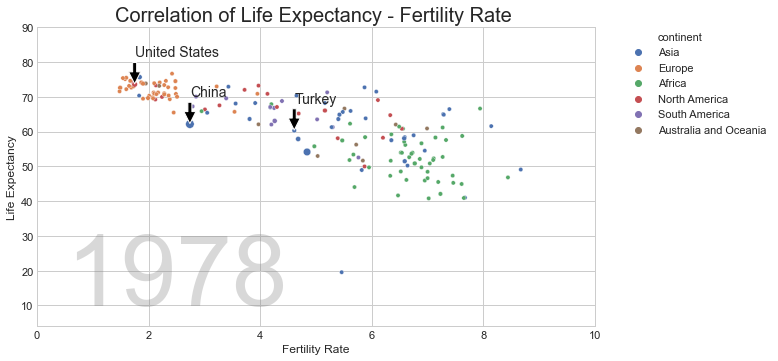 Correlation of Life Expectancy - Fertility Rate
90
80
70
60
50
40
30
20
10
Life Expectancy
United States
China
Turkey
1978
0
2
4
6
8
10
Fertility Rate
continent
Asia
Europe
Africa
North America
South America
Australia and Oceania